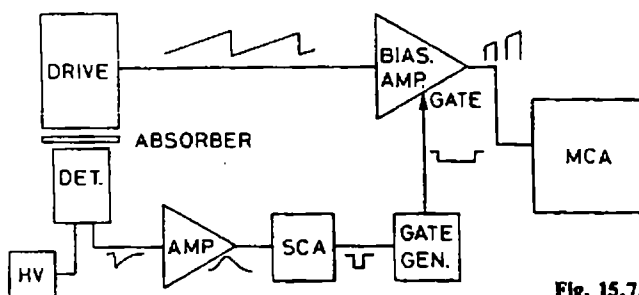 DRIVE
BIAS.
AMP.
GATE
ABSORBER
MCA
DET.
AMP
SCA
GATE
GEN.
HV
Fig. 15.7.